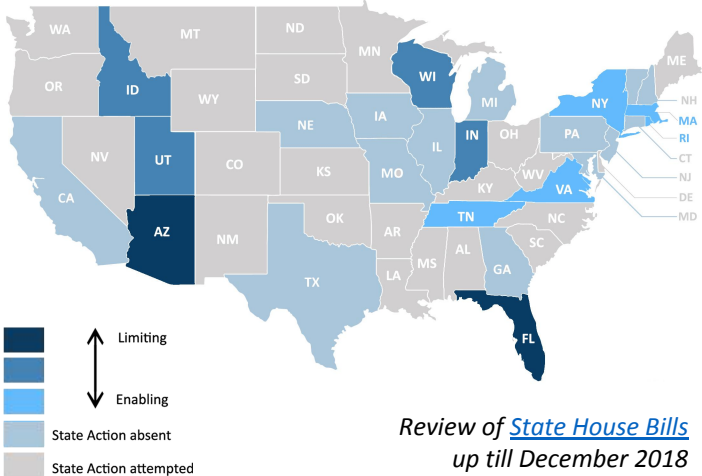 WA
MT
ND
MN
ME
OR
ID
SD
WI
WY
MI
NY
NH
MA
RI
CT
NJ
DE
MD
NV
UT
CO
NE
IA
IL
IN
OH
PA
CA
KS
MO
KY
WV
VA
AZ
NM
OK
AR
TN
NC
TX
LA
MS
AL
GA
SC
FL
Limiting
Enabling
State Action absent
State Action attempted
Review of State House Bills
up till December 2018